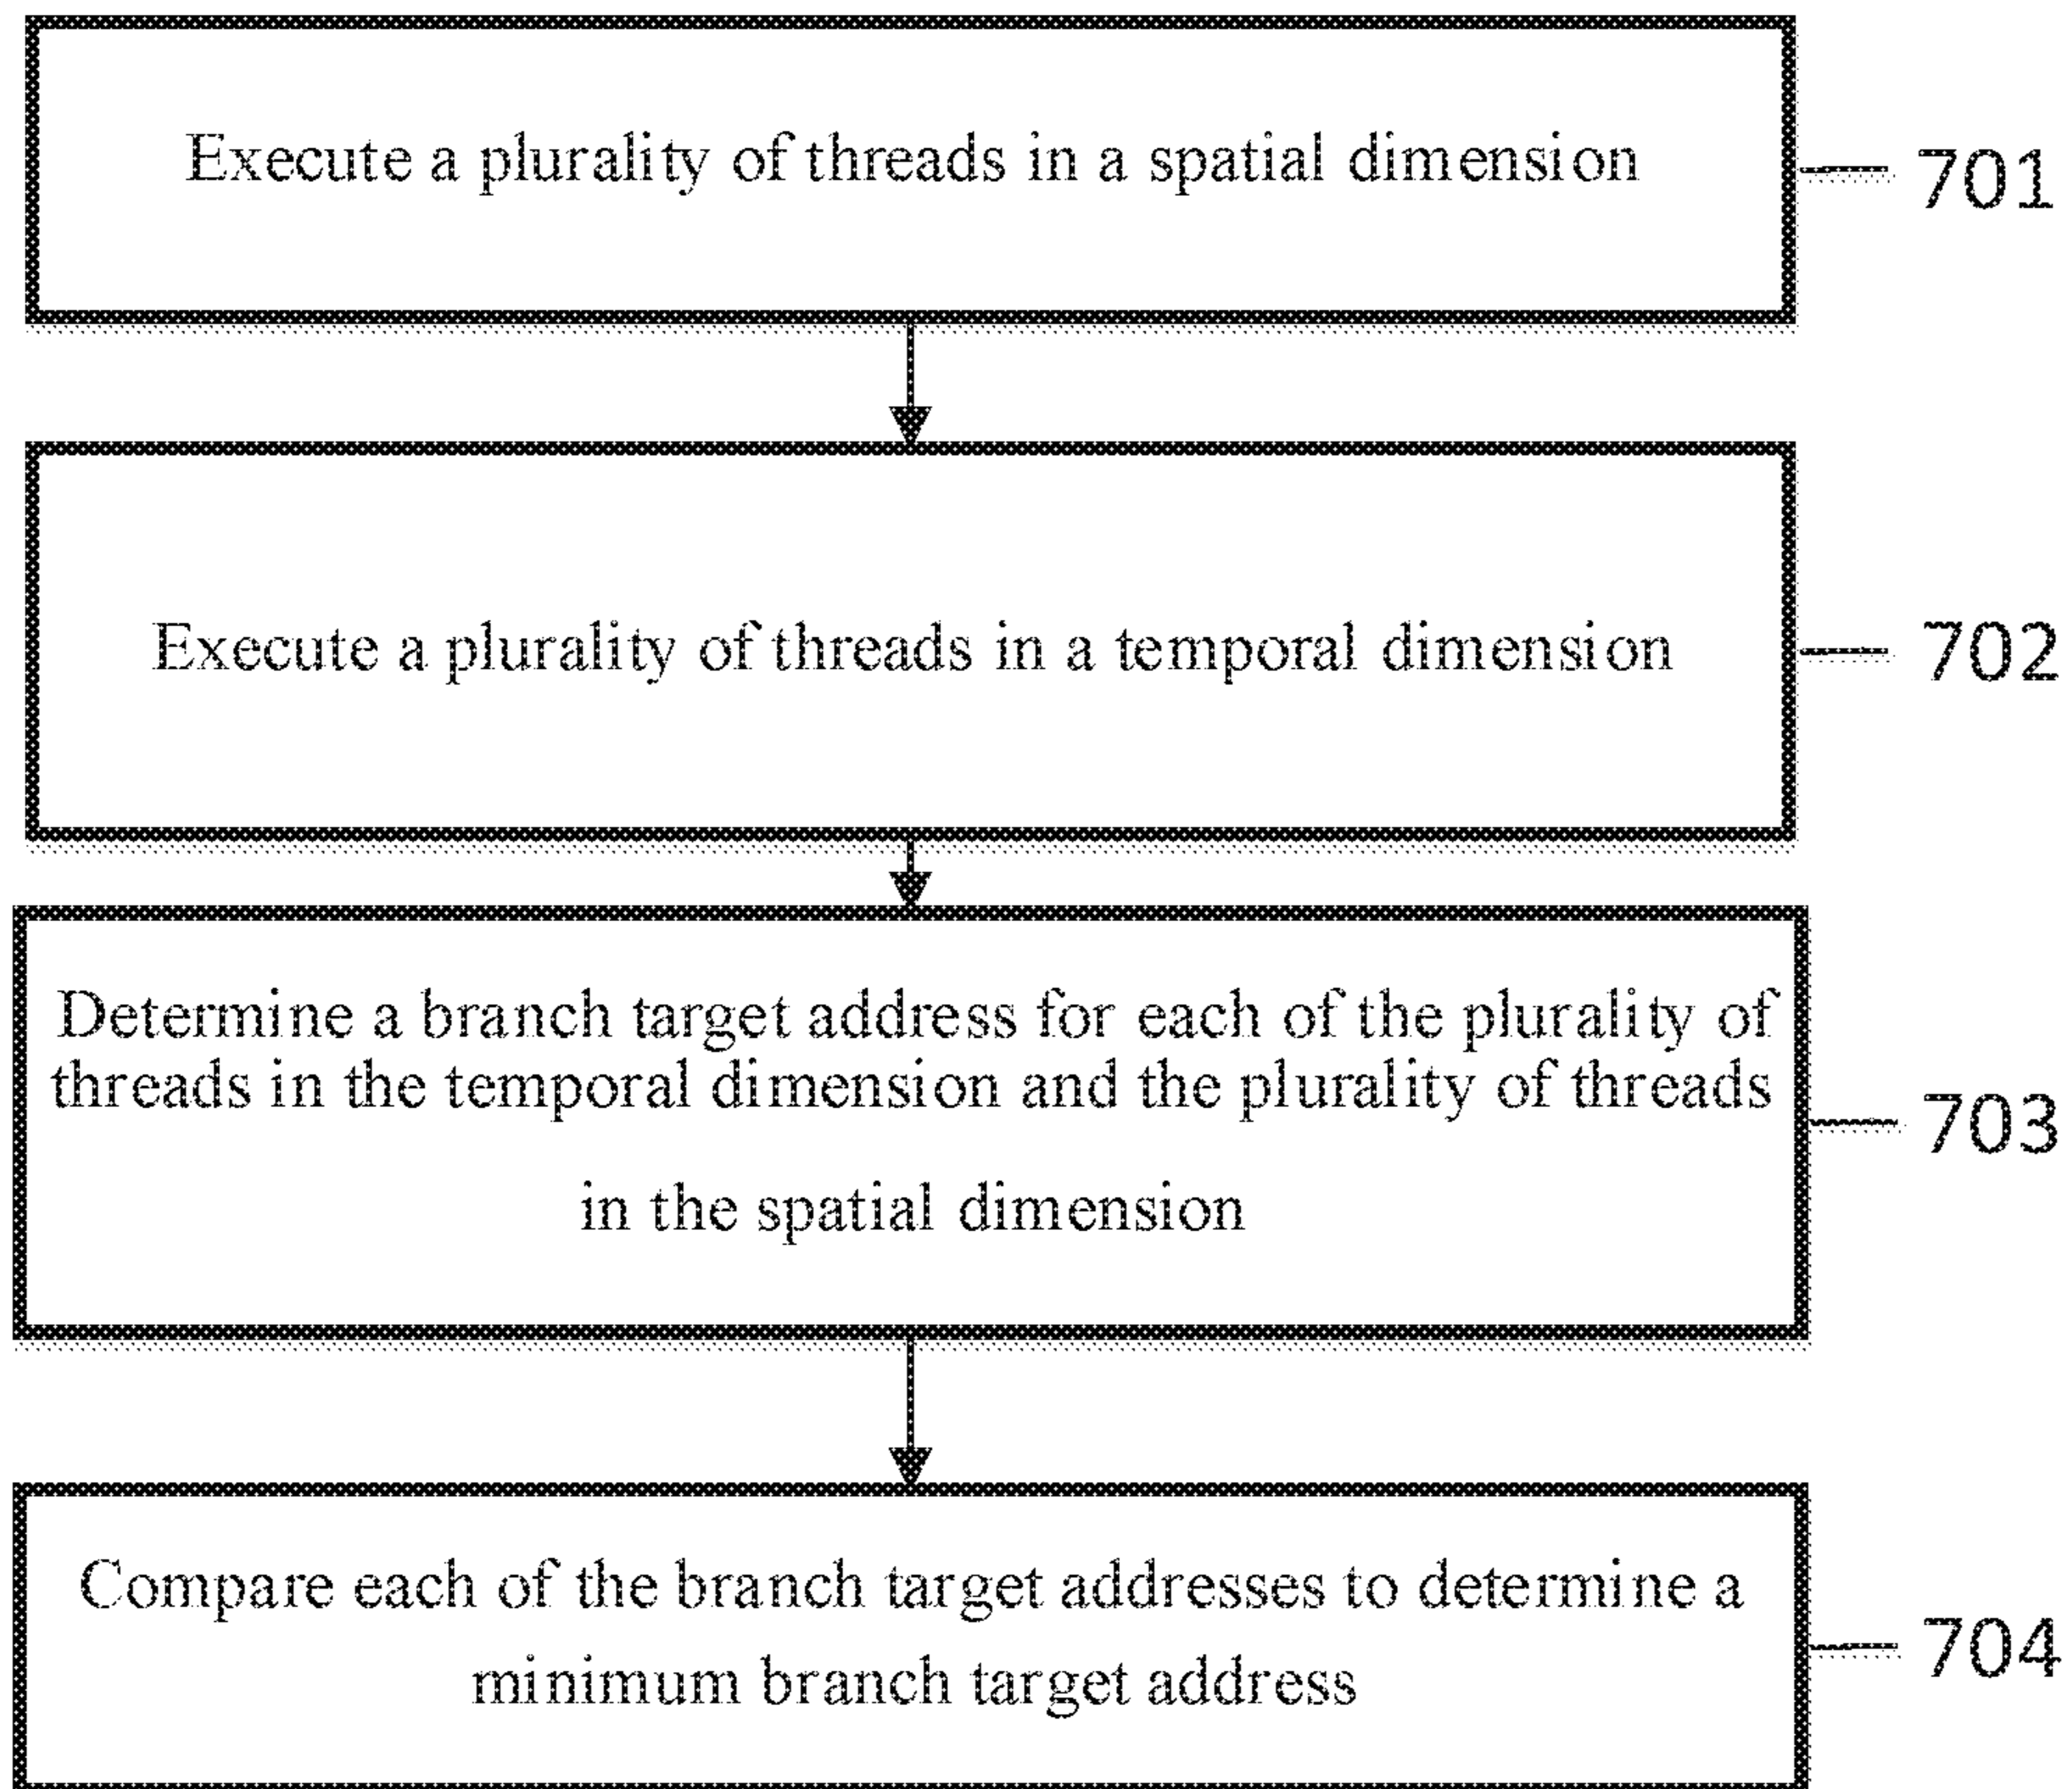 Execute a plurality of threads in a spatial dimension
701
Execute a plurality of threads in a temporal dimension
702
Determine a branch target address for each of the plurality of
threads in the temporal dimension and the plurality of threads
in the spatial dimension
703
Compare each of the branch target addresses to determine a
minimum branch target address
704